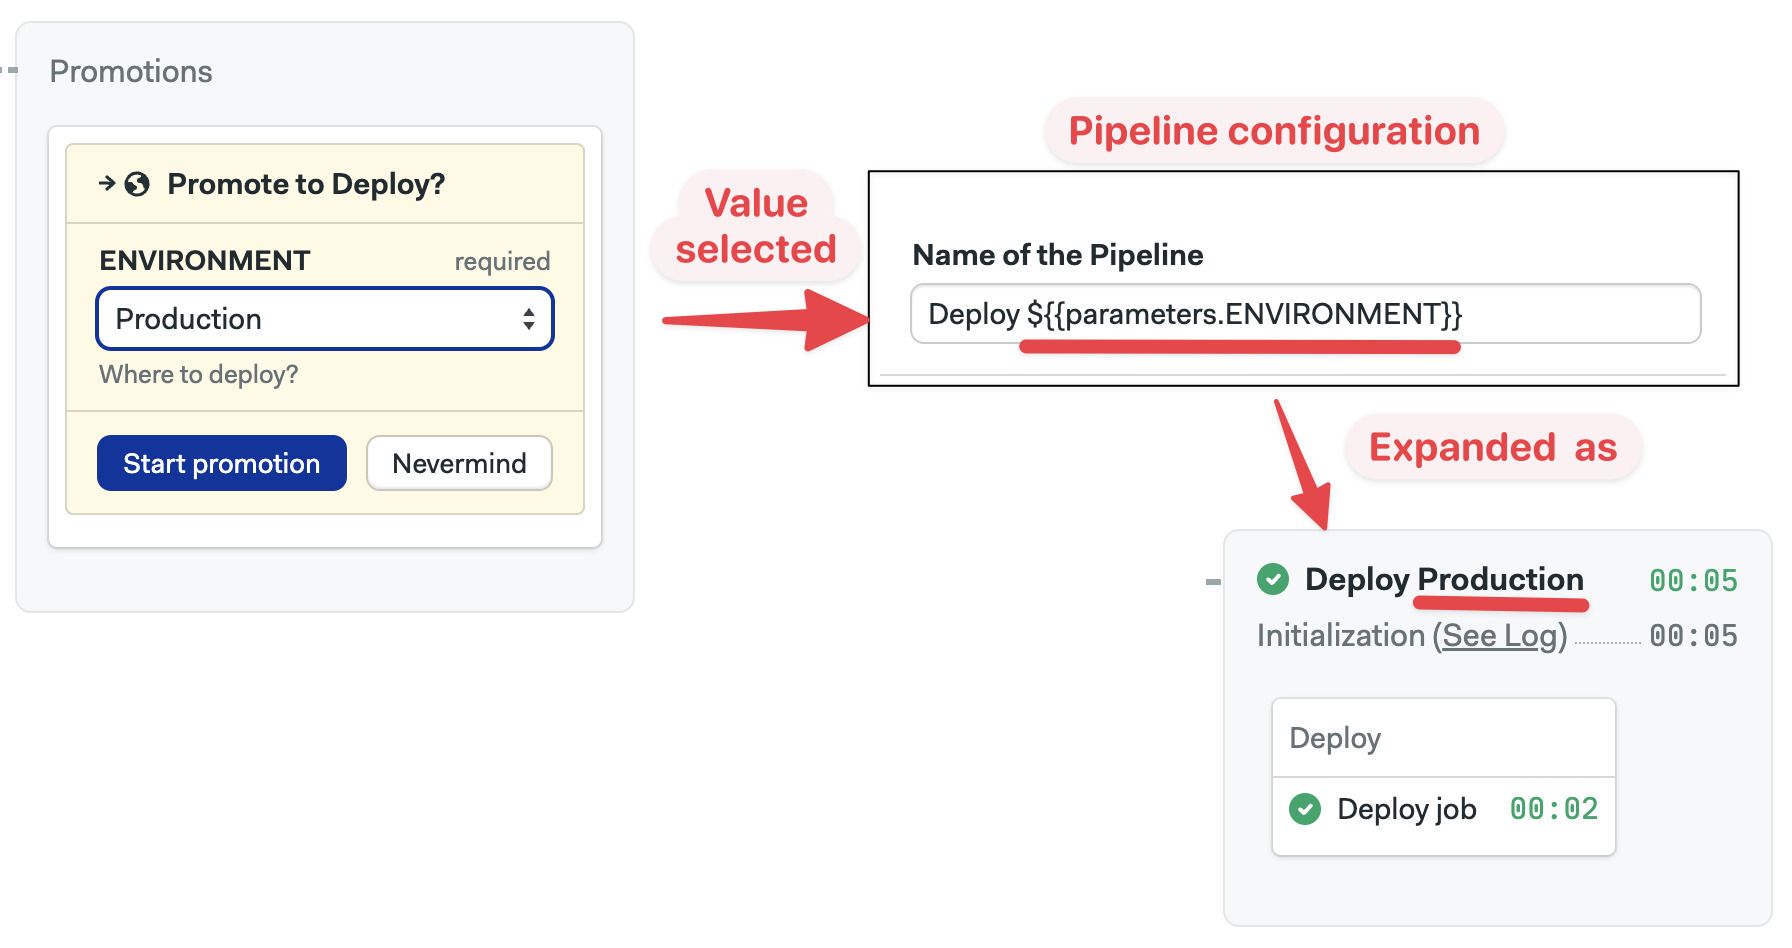 Promotions
Promote to Deploy?
ENVIRONMENT required
Production
Where to deploy?
Start promotion Nevermind
Value
selected
Pipeline configuration
Name of the Pipeline
Deploy ${{parameters.ENVIRONMENT}}
Expanded as
Deploy Production 00:05
Initialization (See Log) 00:05
Deploy
Deploy job 00:02